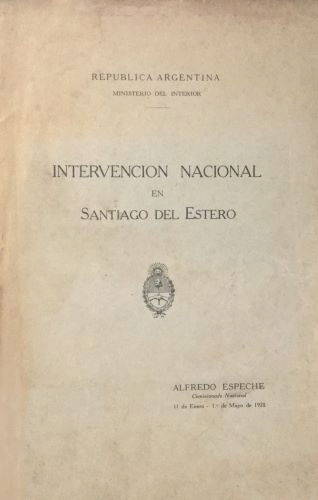 REPUBLICA ARGENTINA
MINISTERIO DEL INTERIOR
INTERVENCION NACIONAL
EN
SANTIAGO DEL ESTERO
ALFREDO ESPECHE
Comisionado Nacional
11 de Enero - 1º de Mayo de 1928